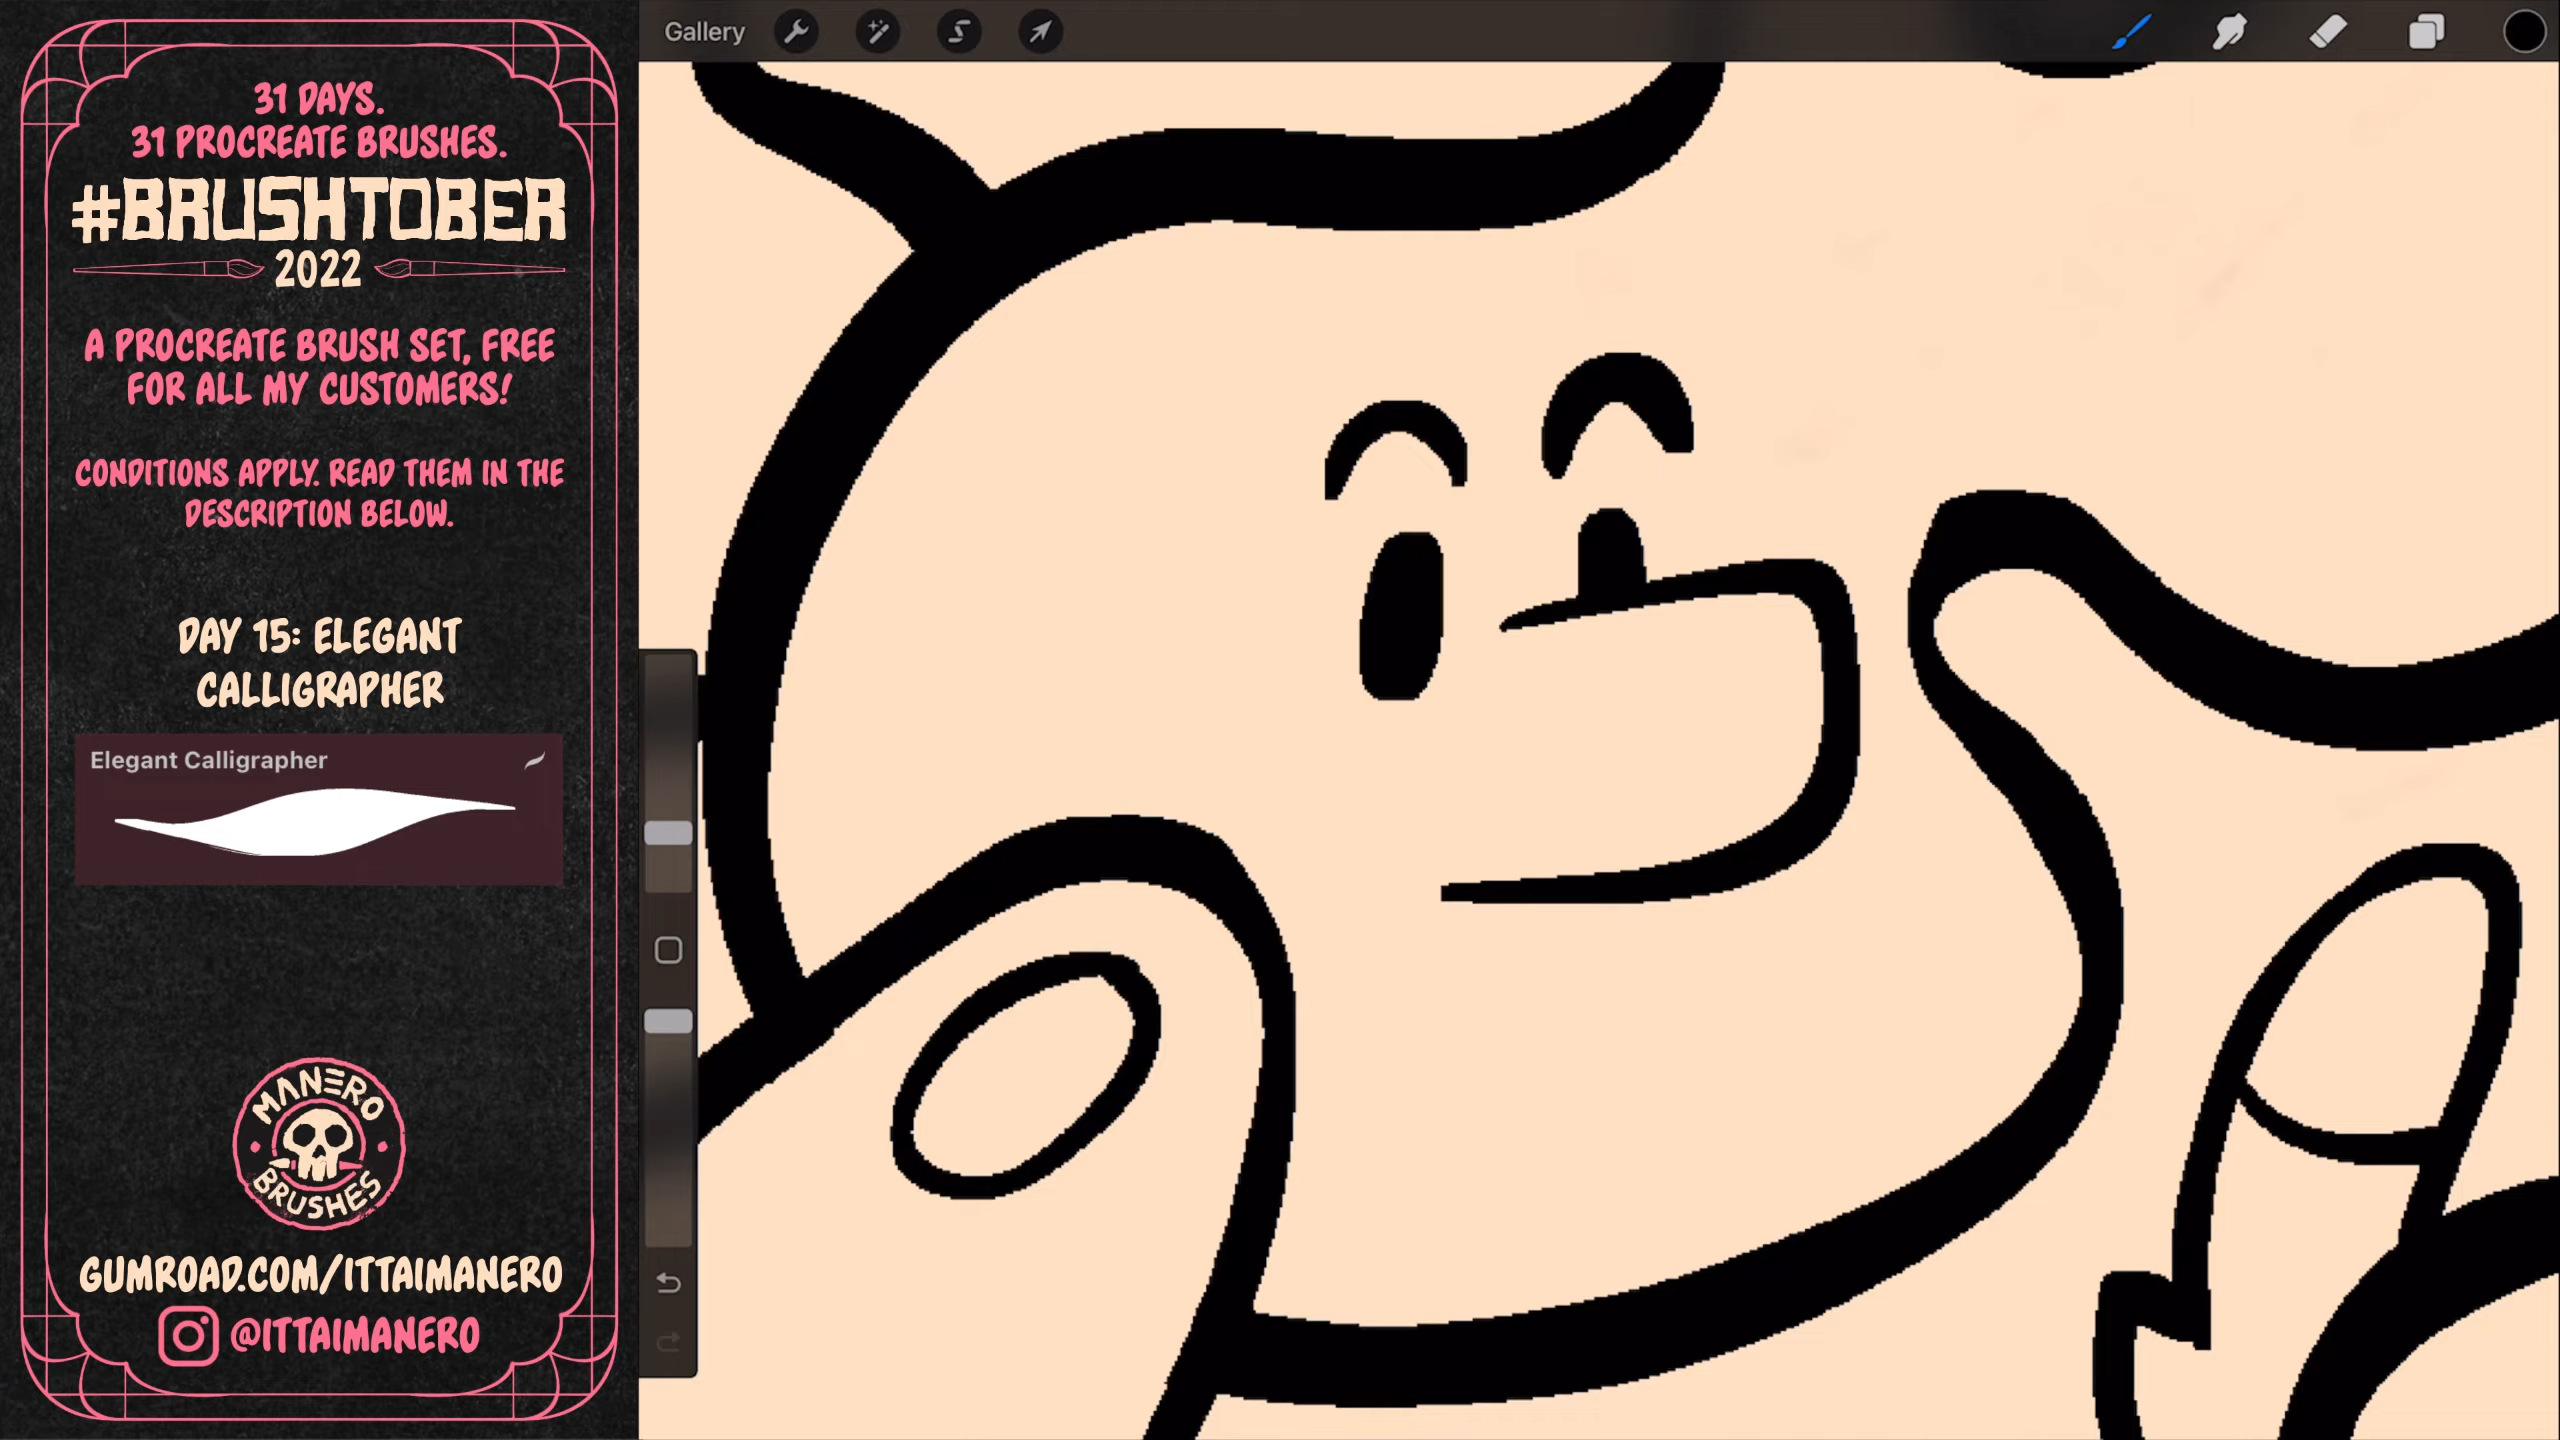 31 DAYS.
31 PROCREATE BRUSHES.
#BRUSHTOBER
2022
A PROCREATE BRUSH SET, FREE
FOR ALL MY CUSTOMERS!
CONDITIONS APPLY. READ THEM IN THE
DESCRIPTION BELOW.
DAY 15: ELEGANT
CALLIGRAPHER
Elegant Calligrapher
MANERO
BRUSHES
GUMROAD.COM/ITTAIMANERO
@ITTAIMANERO
Gallery